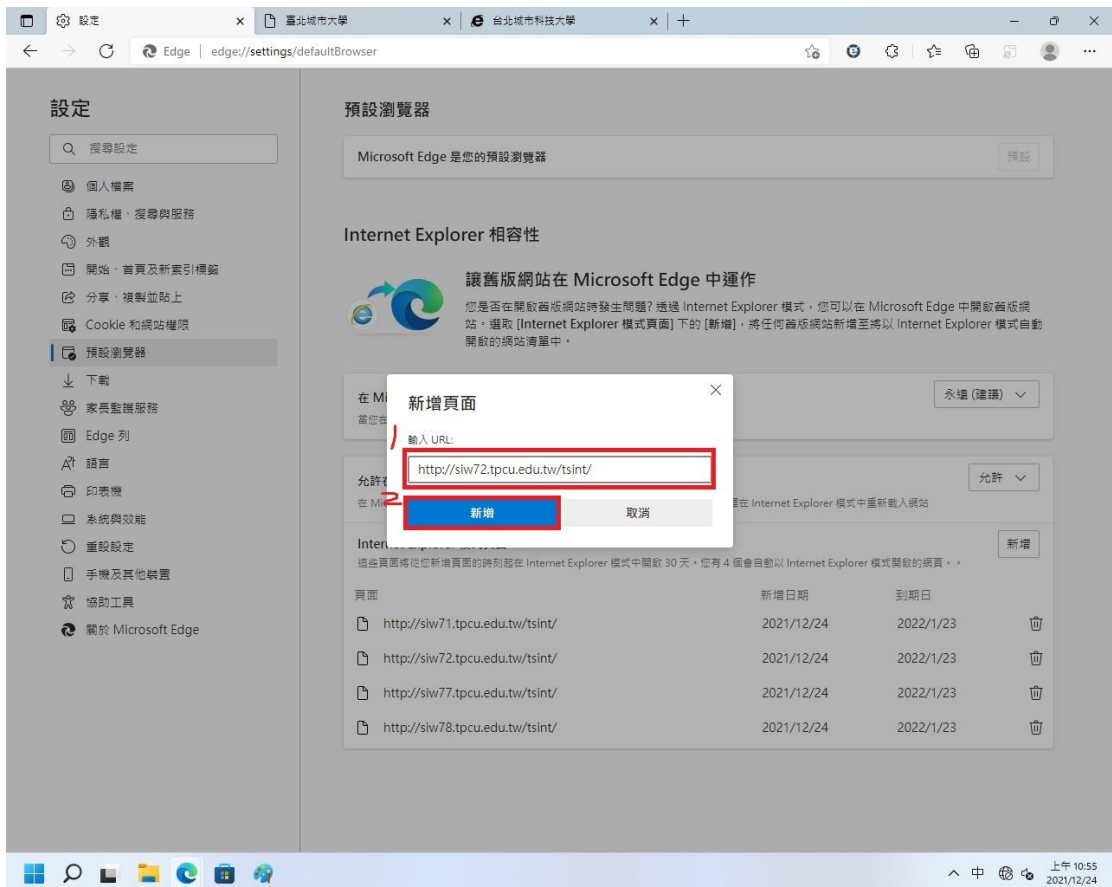 設定
臺北城市大學
台北城市科技大學
Edge
edge://settings/defaultBrowser
設定
搜尋設定
個人檔案
隱私權、搜尋與服務
外觀
開始、首頁及新索引標籤
分享、複製並貼上
Cookie 和網站權限
預設瀏覽器
下載
家長監護服務
Edge 列
語言
印表機
系統與效能
重設設定
手機及其他裝置
協助工具
關於 Microsoft Edge
預設瀏覽器
Microsoft Edge 是您的預設瀏覽器
預設
Internet Explorer 相容性
讓舊版網站在 Microsoft Edge 中運作
您是否在開啟舊版網站時發生問題? 透過 Internet Explorer 模式，您可以在 Microsoft Edge 中開啟舊版網
站。選取 [Internet Explorer 模式頁面] 下的 [新增]，將任何舊版網站新增至將以 Internet Explorer 模式自動
開啟的網站清單中。
在 Mi
永遠 (建議)
當您在
新增頁面
1
輸入 URL:
http://siw72.tpcu.edu.tw/tsint/
2
新增
取消
允許在
允許
在 Mi
在 Internet Explorer 模式中重新載入網站
Inter
新增
這些頁面將從您新增頁面的時刻起在 Internet Explorer 模式中開啟 30 天。您有 4 個會自動以 Internet Explorer 模式開啟的網頁。。
頁面 新增日期 到期日
http://siw71.tpcu.edu.tw/tsint/ 2021/12/24 2022/1/23
http://siw72.tpcu.edu.tw/tsint/ 2021/12/24 2022/1/23
http://siw77.tpcu.edu.tw/tsint/ 2021/12/24 2022/1/23
http://siw78.tpcu.edu.tw/tsint/ 2021/12/24 2022/1/23
中
上午 10:55
2021/12/24